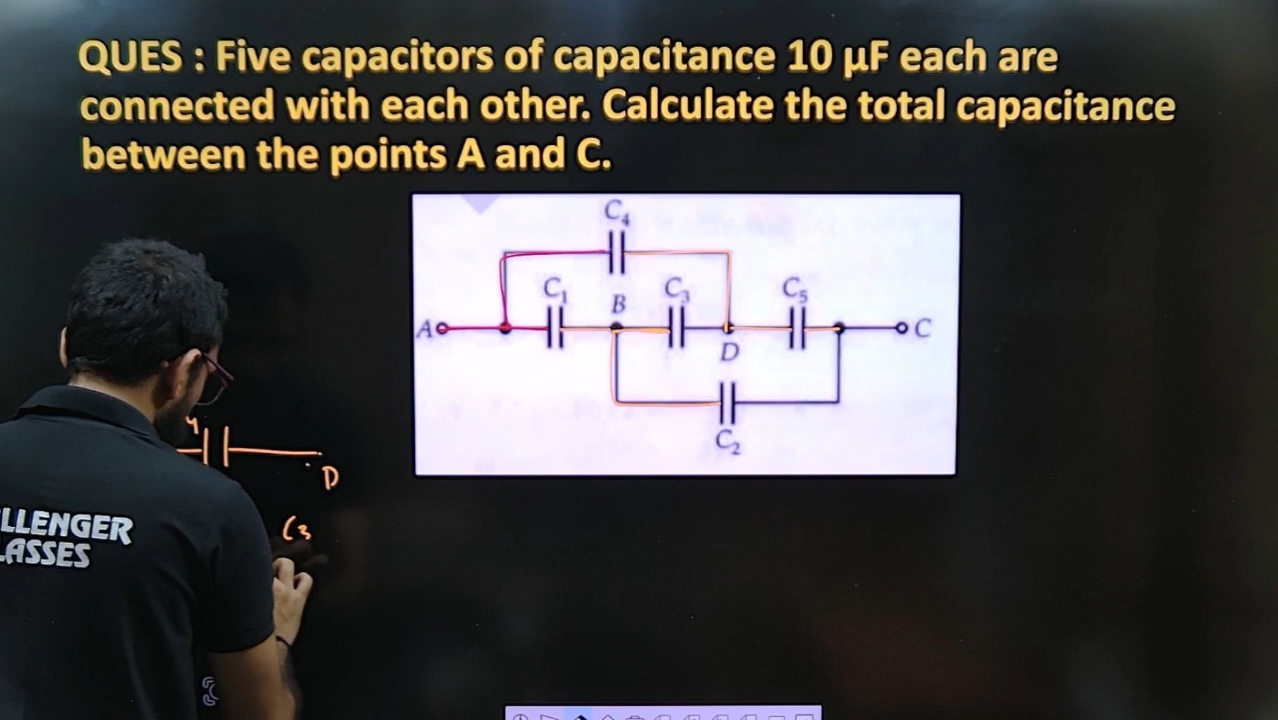 QUES : Five capacitors of capacitance 10 μF each are
connected with each other. Calculate the total capacitance
between the points A and C.
C₄
C₁
B
C₃
C₅
A
C
D
C₂
4
D
C3
LLENGER
LASSES